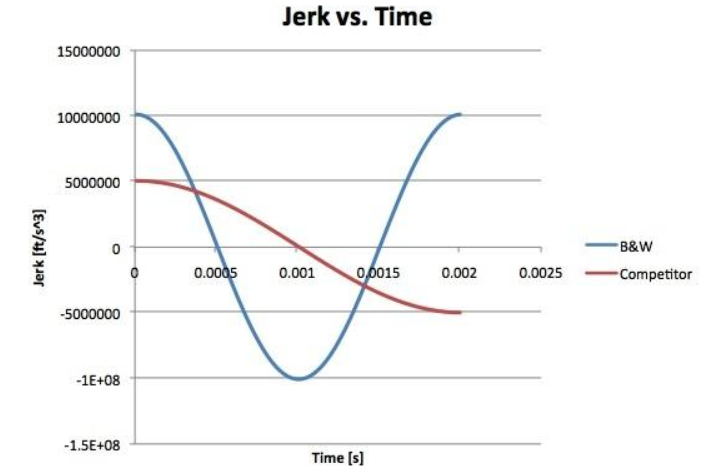 Jerk vs. Time
15000000
10000000
5000000
0
-5000000
-1E+08
-1.5E+08
Jerk [ft/s^3]
0 0.0005 0.001 0.0015 0.002 0.0025
Time [s]
B&W
Competitor